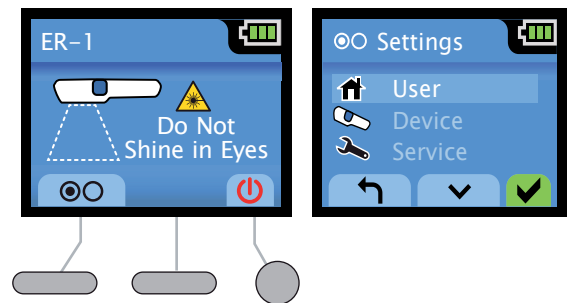 ER-1
Do Not
Shine in Eyes
Settings
User
Device
Service